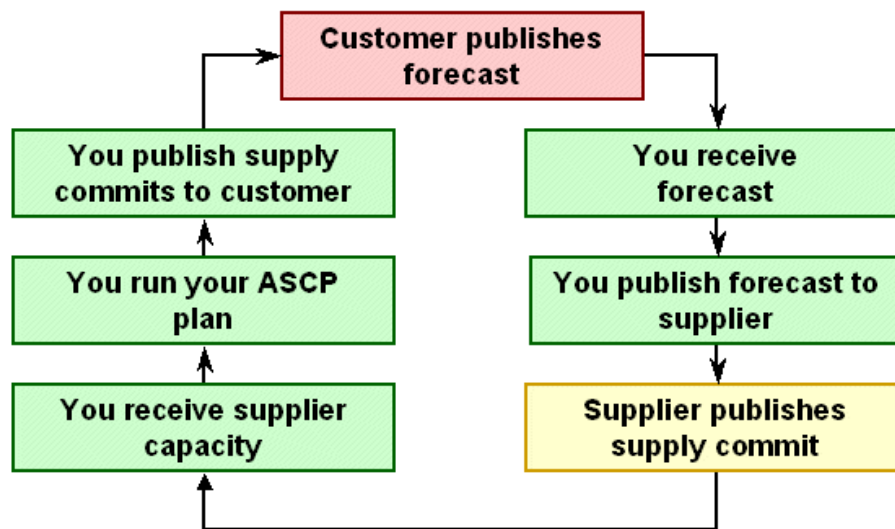 Customer publishes
forecast
You receive
forecast
You publish forecast to
supplier
Supplier publishes
supply commit
You receive supplier
capacity
You run your ASCP
plan
You publish supply
commits to customer